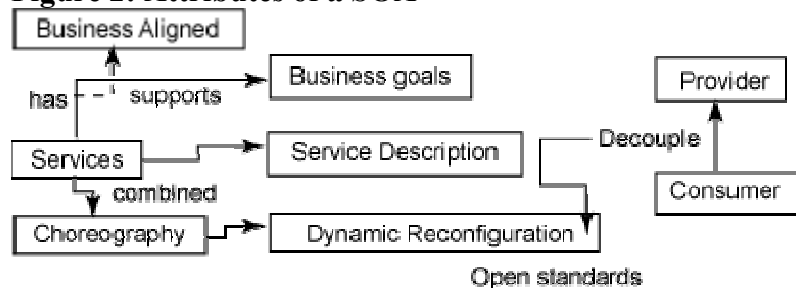 Business Aligned
Business goals
Provider
has
supports
Services
Service Description
Decouple
combined
Consumer
Choreography
Dynamic Reconfiguration
Open standards